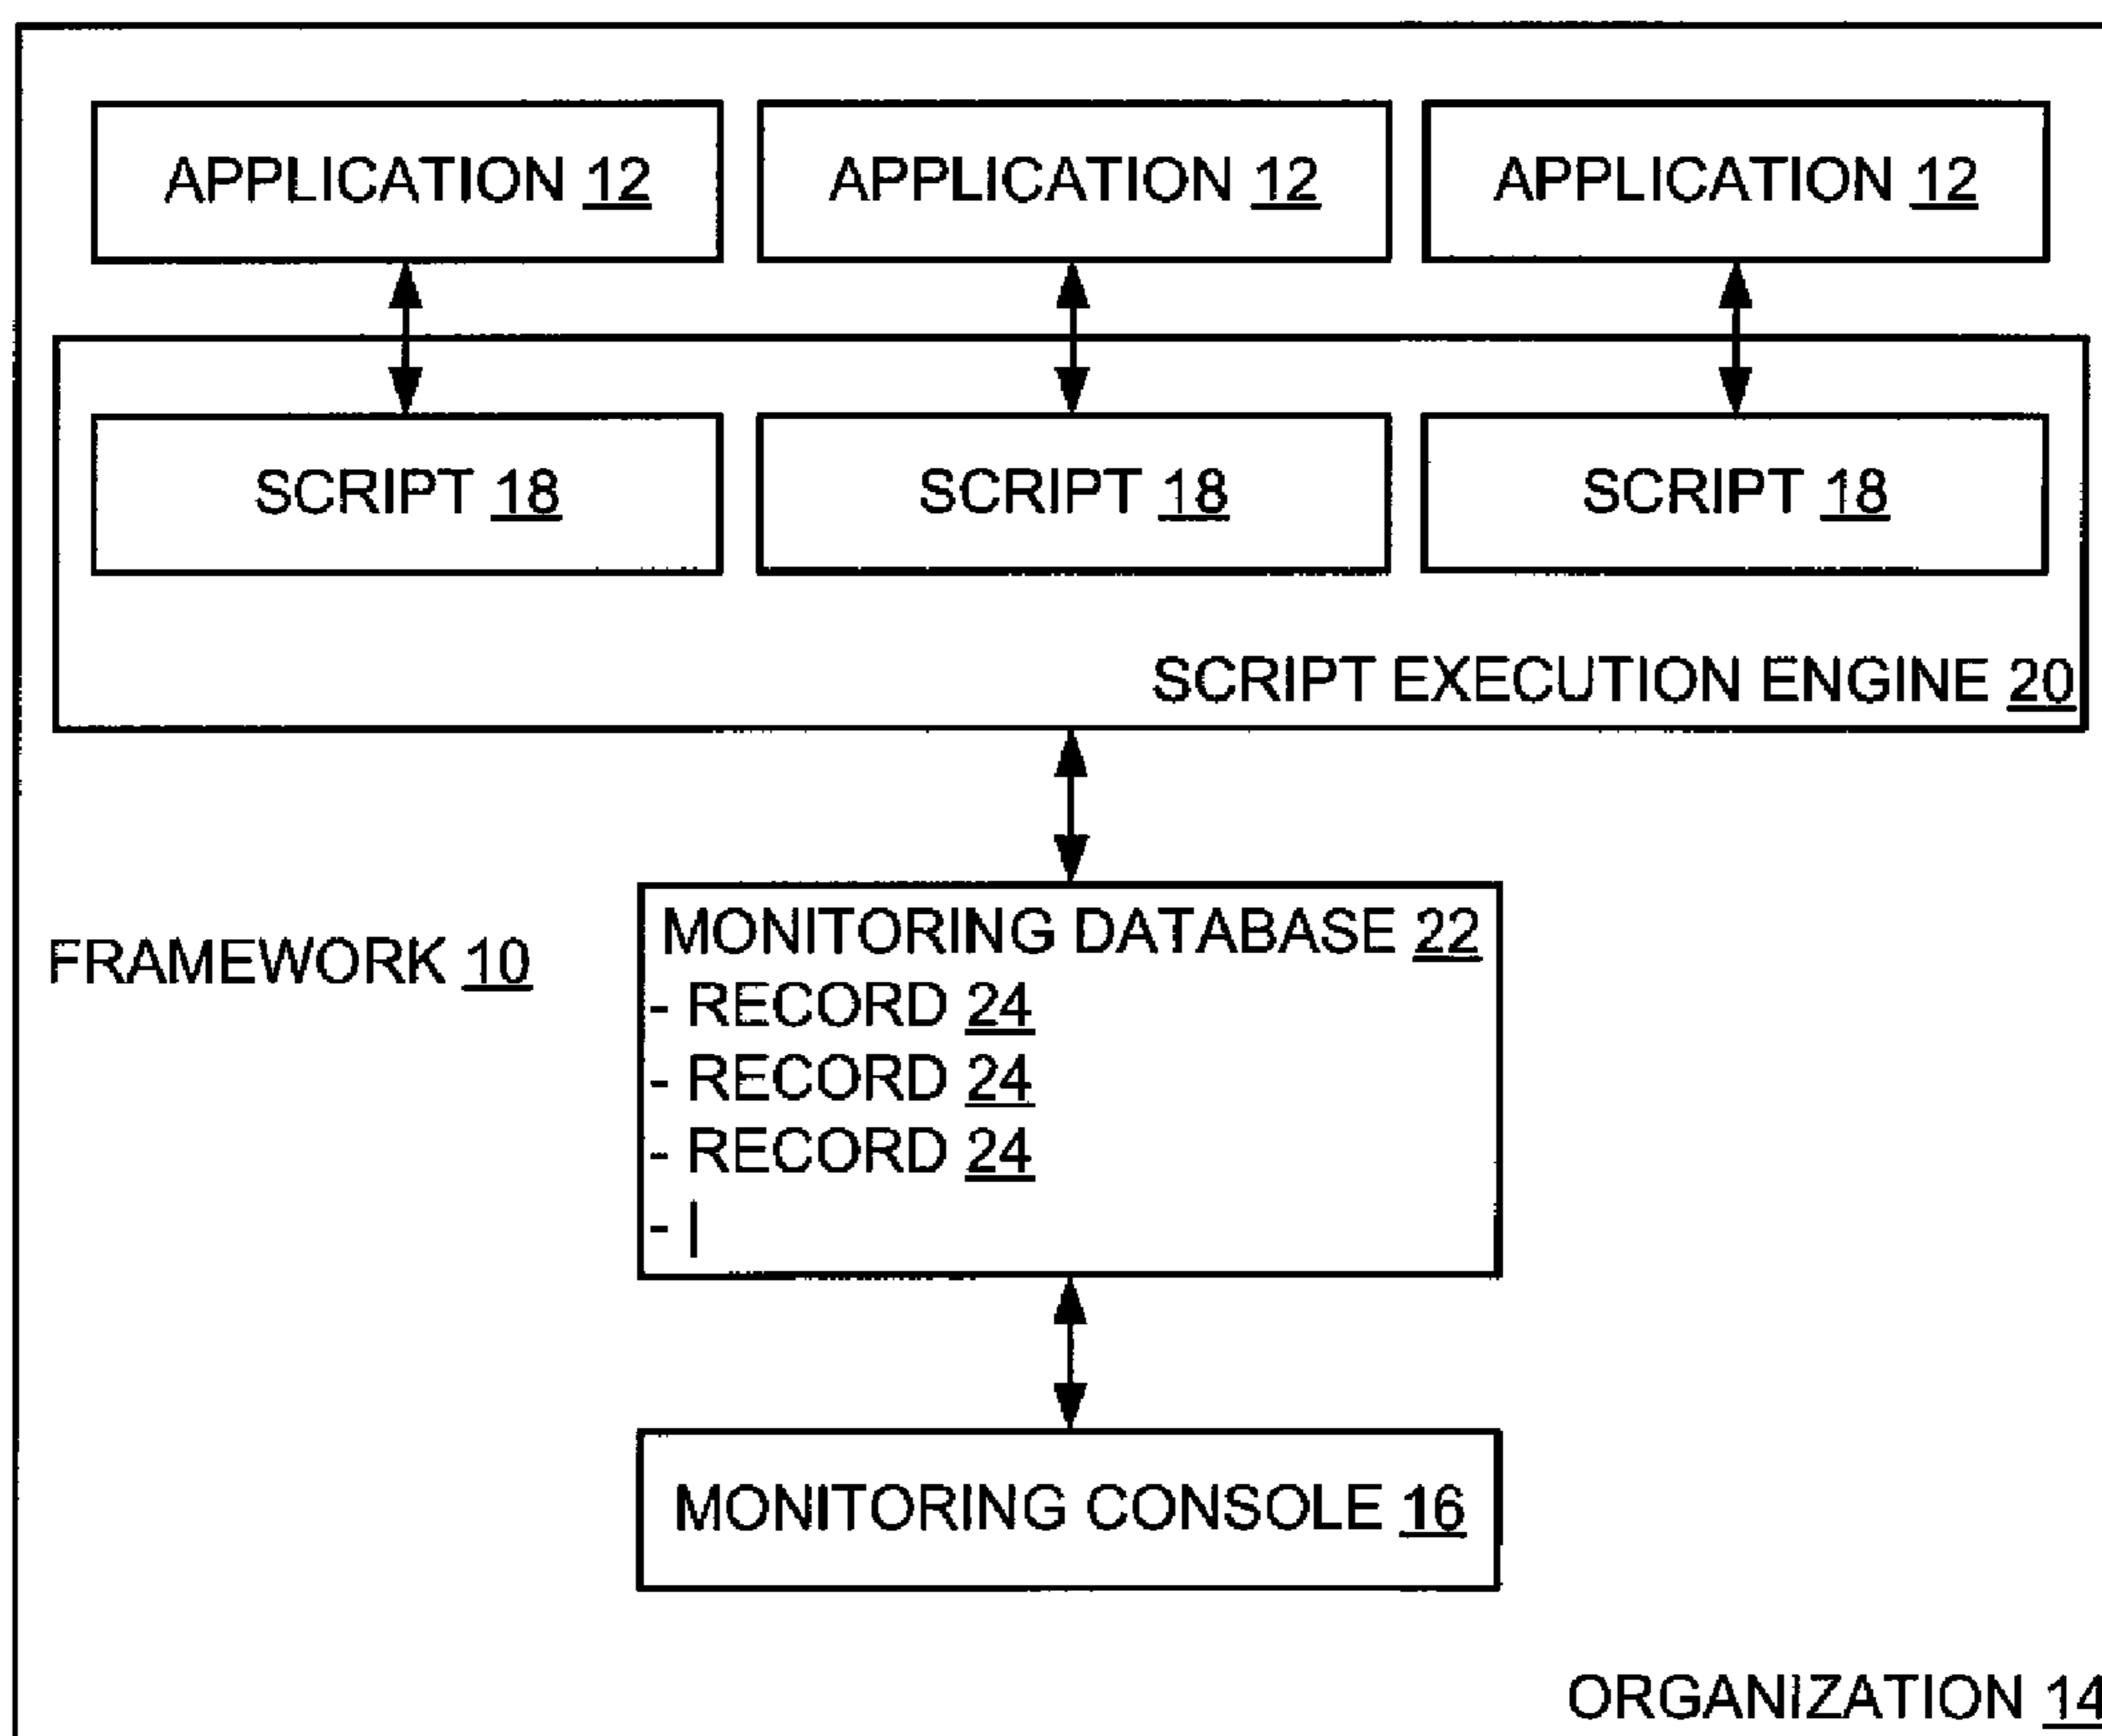 APPLICATION 12 APPLICATION 12 APPLICATION 12
SCRIPT 18 SCRIPT 18 SCRIPT 18
SCRIPT EXECUTION ENGINE 20
FRAMEWORK 10
MONITORING DATABASE 22
- RECORD 24
- RECORD 24
- RECORD 24
- |
MONITORING CONSOLE 16
ORGANIZATION 14